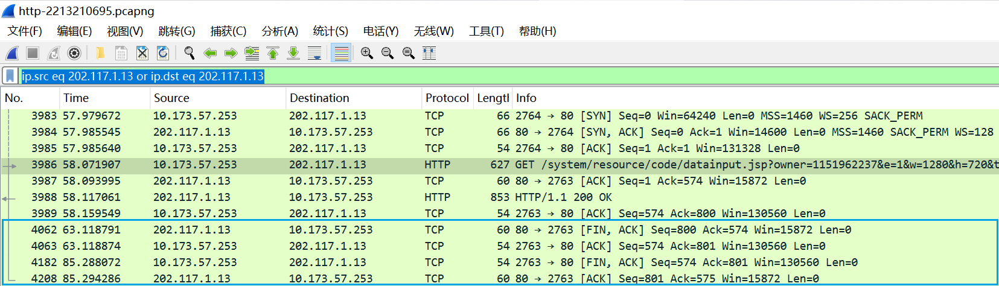 http-2213210695.pcapng
文件(F) 编辑(E) 视图(V) 跳转(G) 捕获(C) 分析(A) 统计(S) 电话(Y) 无线(W) 工具(T) 帮助(H)
ip.src eq 202.117.1.13 or ip.dst eq 202.117.1.13
No. Time Source Destination Protocol Length Info
3983 57.979672 10.173.57.253 202.117.1.13 TCP 66 2764 → 80 [SYN] Seq=0 Win=64240 Len=0 MSS=1460 WS=256 SACK_PERM
3984 57.985545 202.117.1.13 10.173.57.253 TCP 66 80 → 2764 [SYN, ACK] Seq=0 Ack=1 Win=14600 Len=0 MSS=1460 SACK_PERM WS=128
3985 57.985640 10.173.57.253 202.117.1.13 TCP 54 2764 → 80 [ACK] Seq=1 Ack=1 Win=131328 Len=0
3986 58.071907 10.173.57.253 202.117.1.13 HTTP 627 GET /system/resource/code/datainput.jsp?owner=1151962237&e=1&w=1280&h=720&t
3987 58.093995 202.117.1.13 10.173.57.253 TCP 60 80 → 2763 [ACK] Seq=1 Ack=574 Win=15872 Len=0
3988 58.117061 202.117.1.13 10.173.57.253 HTTP 853 HTTP/1.1 200 OK
3989 58.159549 10.173.57.253 202.117.1.13 TCP 54 2763 → 80 [ACK] Seq=574 Ack=800 Win=130560 Len=0
4062 63.118791 202.117.1.13 10.173.57.253 TCP 60 80 → 2763 [FIN, ACK] Seq=800 Ack=574 Win=15872 Len=0
4063 63.118874 10.173.57.253 202.117.1.13 TCP 54 2763 → 80 [ACK] Seq=574 Ack=801 Win=130560 Len=0
4182 85.288072 10.173.57.253 202.117.1.13 TCP 54 2763 → 80 [FIN, ACK] Seq=574 Ack=801 Win=130560 Len=0
4208 85.294286 202.117.1.13 10.173.57.253 TCP 60 80 → 2763 [ACK] Seq=801 Ack=575 Win=15872 Len=0